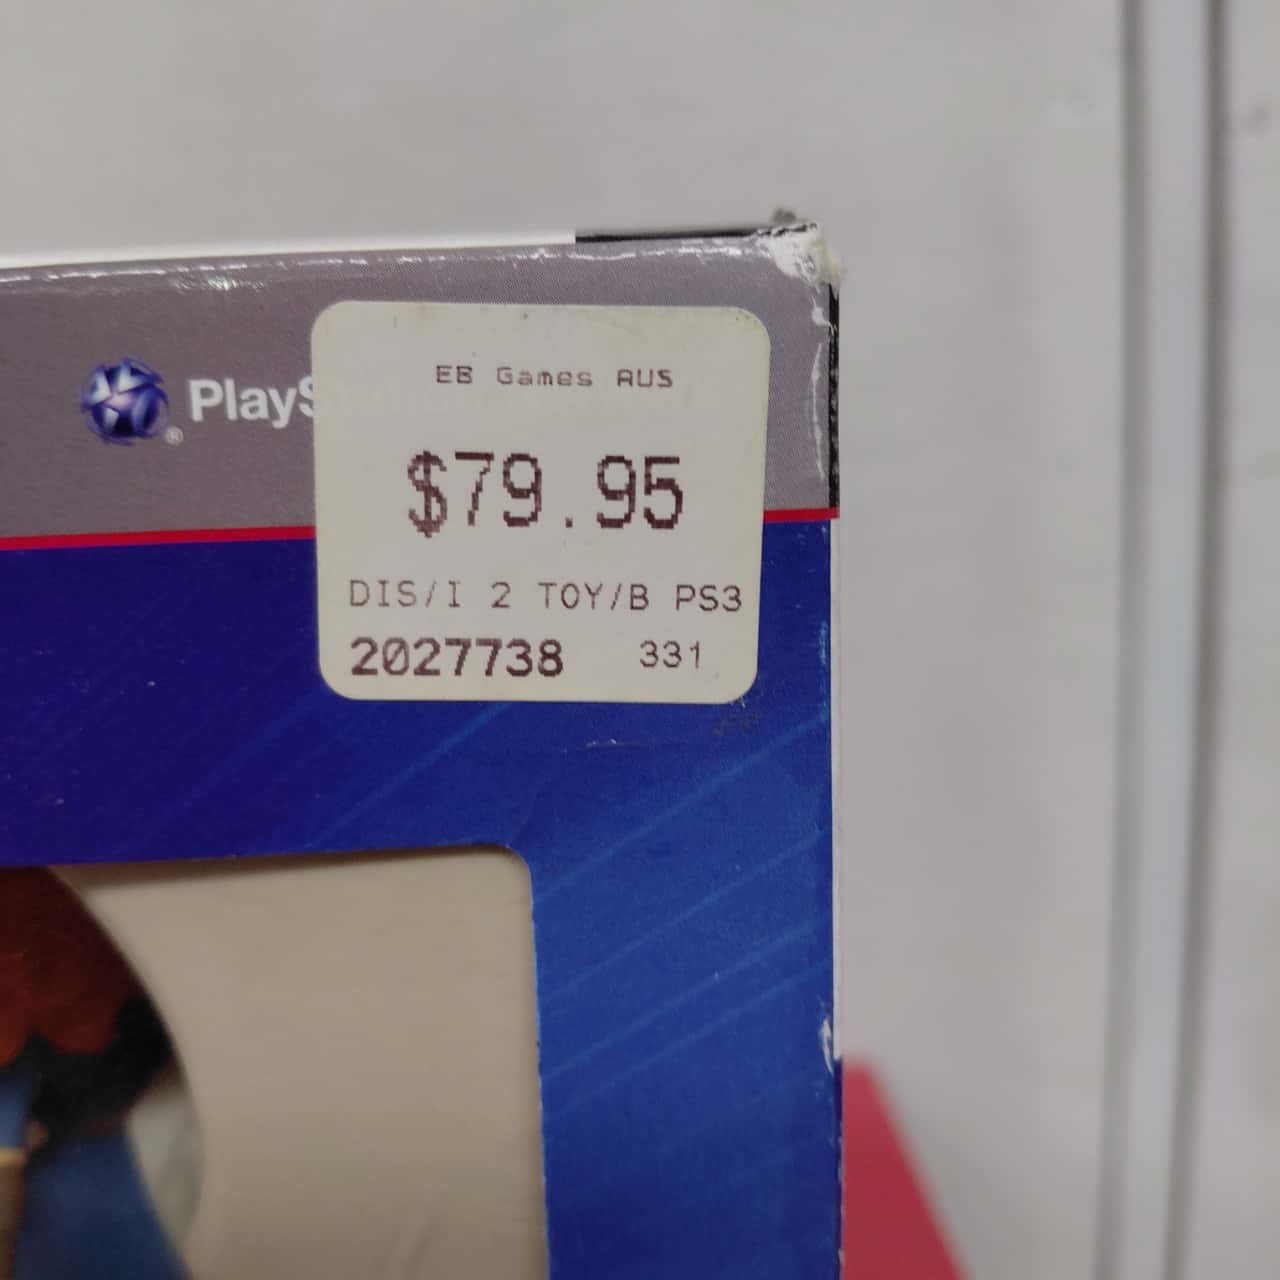 PlayS
®
EB Games AUS
$79.95
DIS/I 2 TOY/B PS3
2027738 331